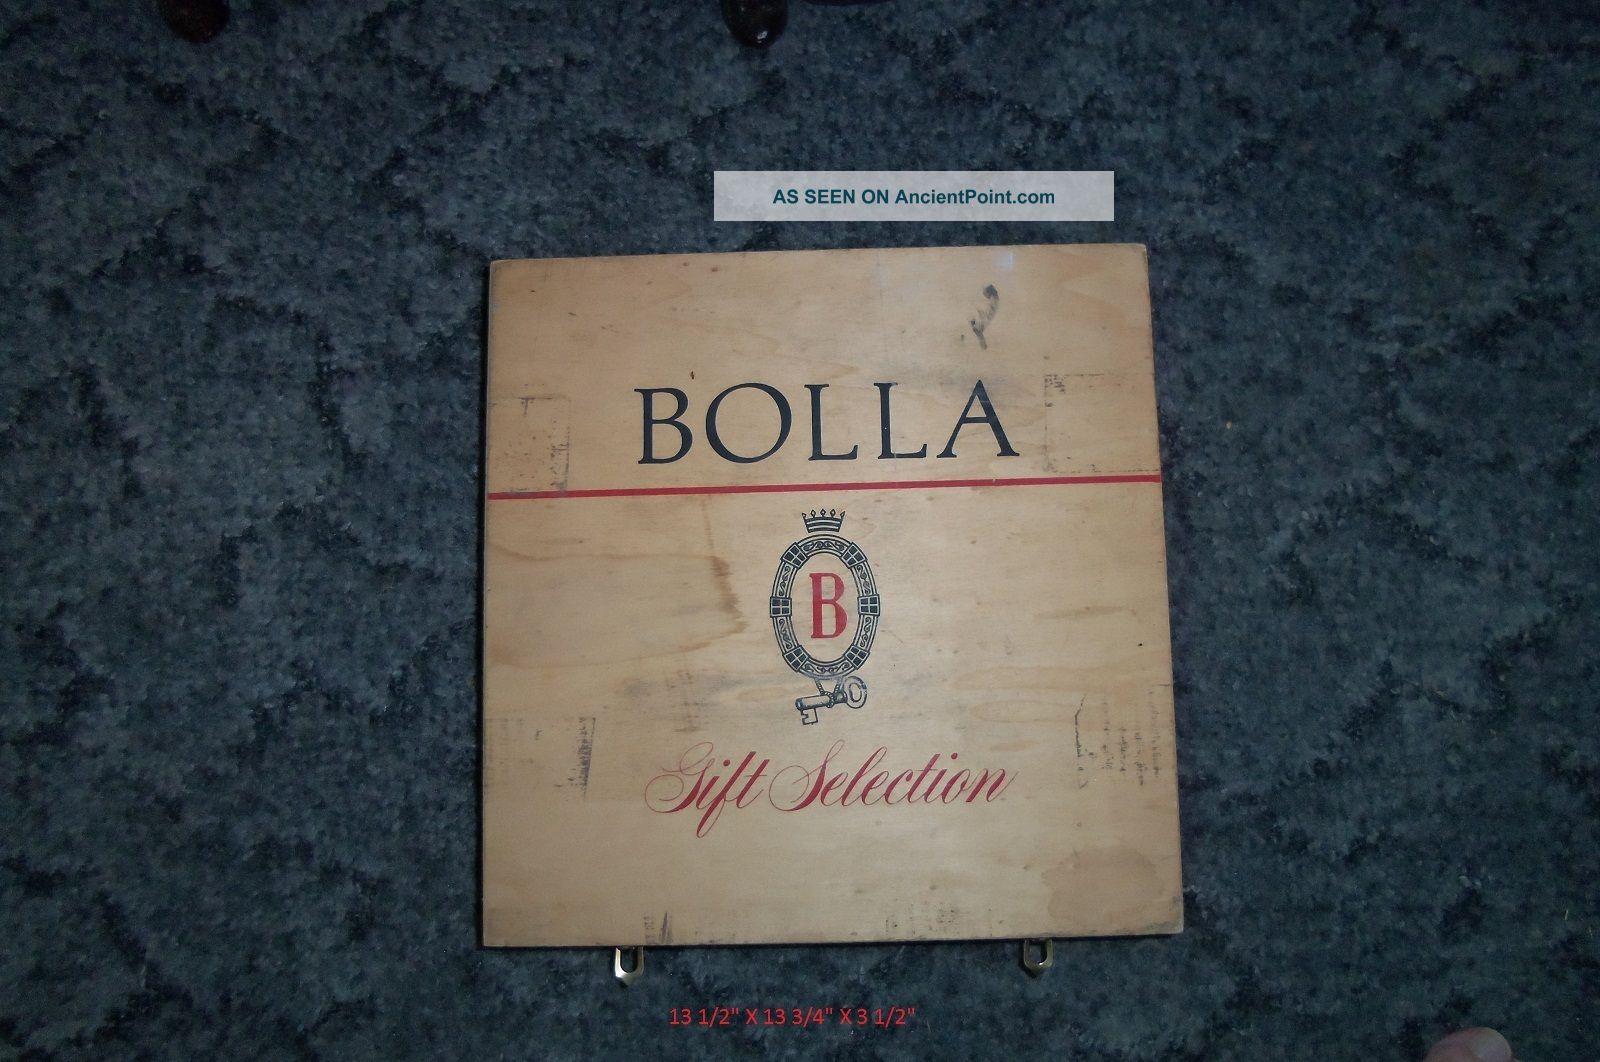 AS SEEN ON AncientPoint.com
BOLLA
B
Gift Selection
13 1/2" X 13 3/4" X 3 1/2"